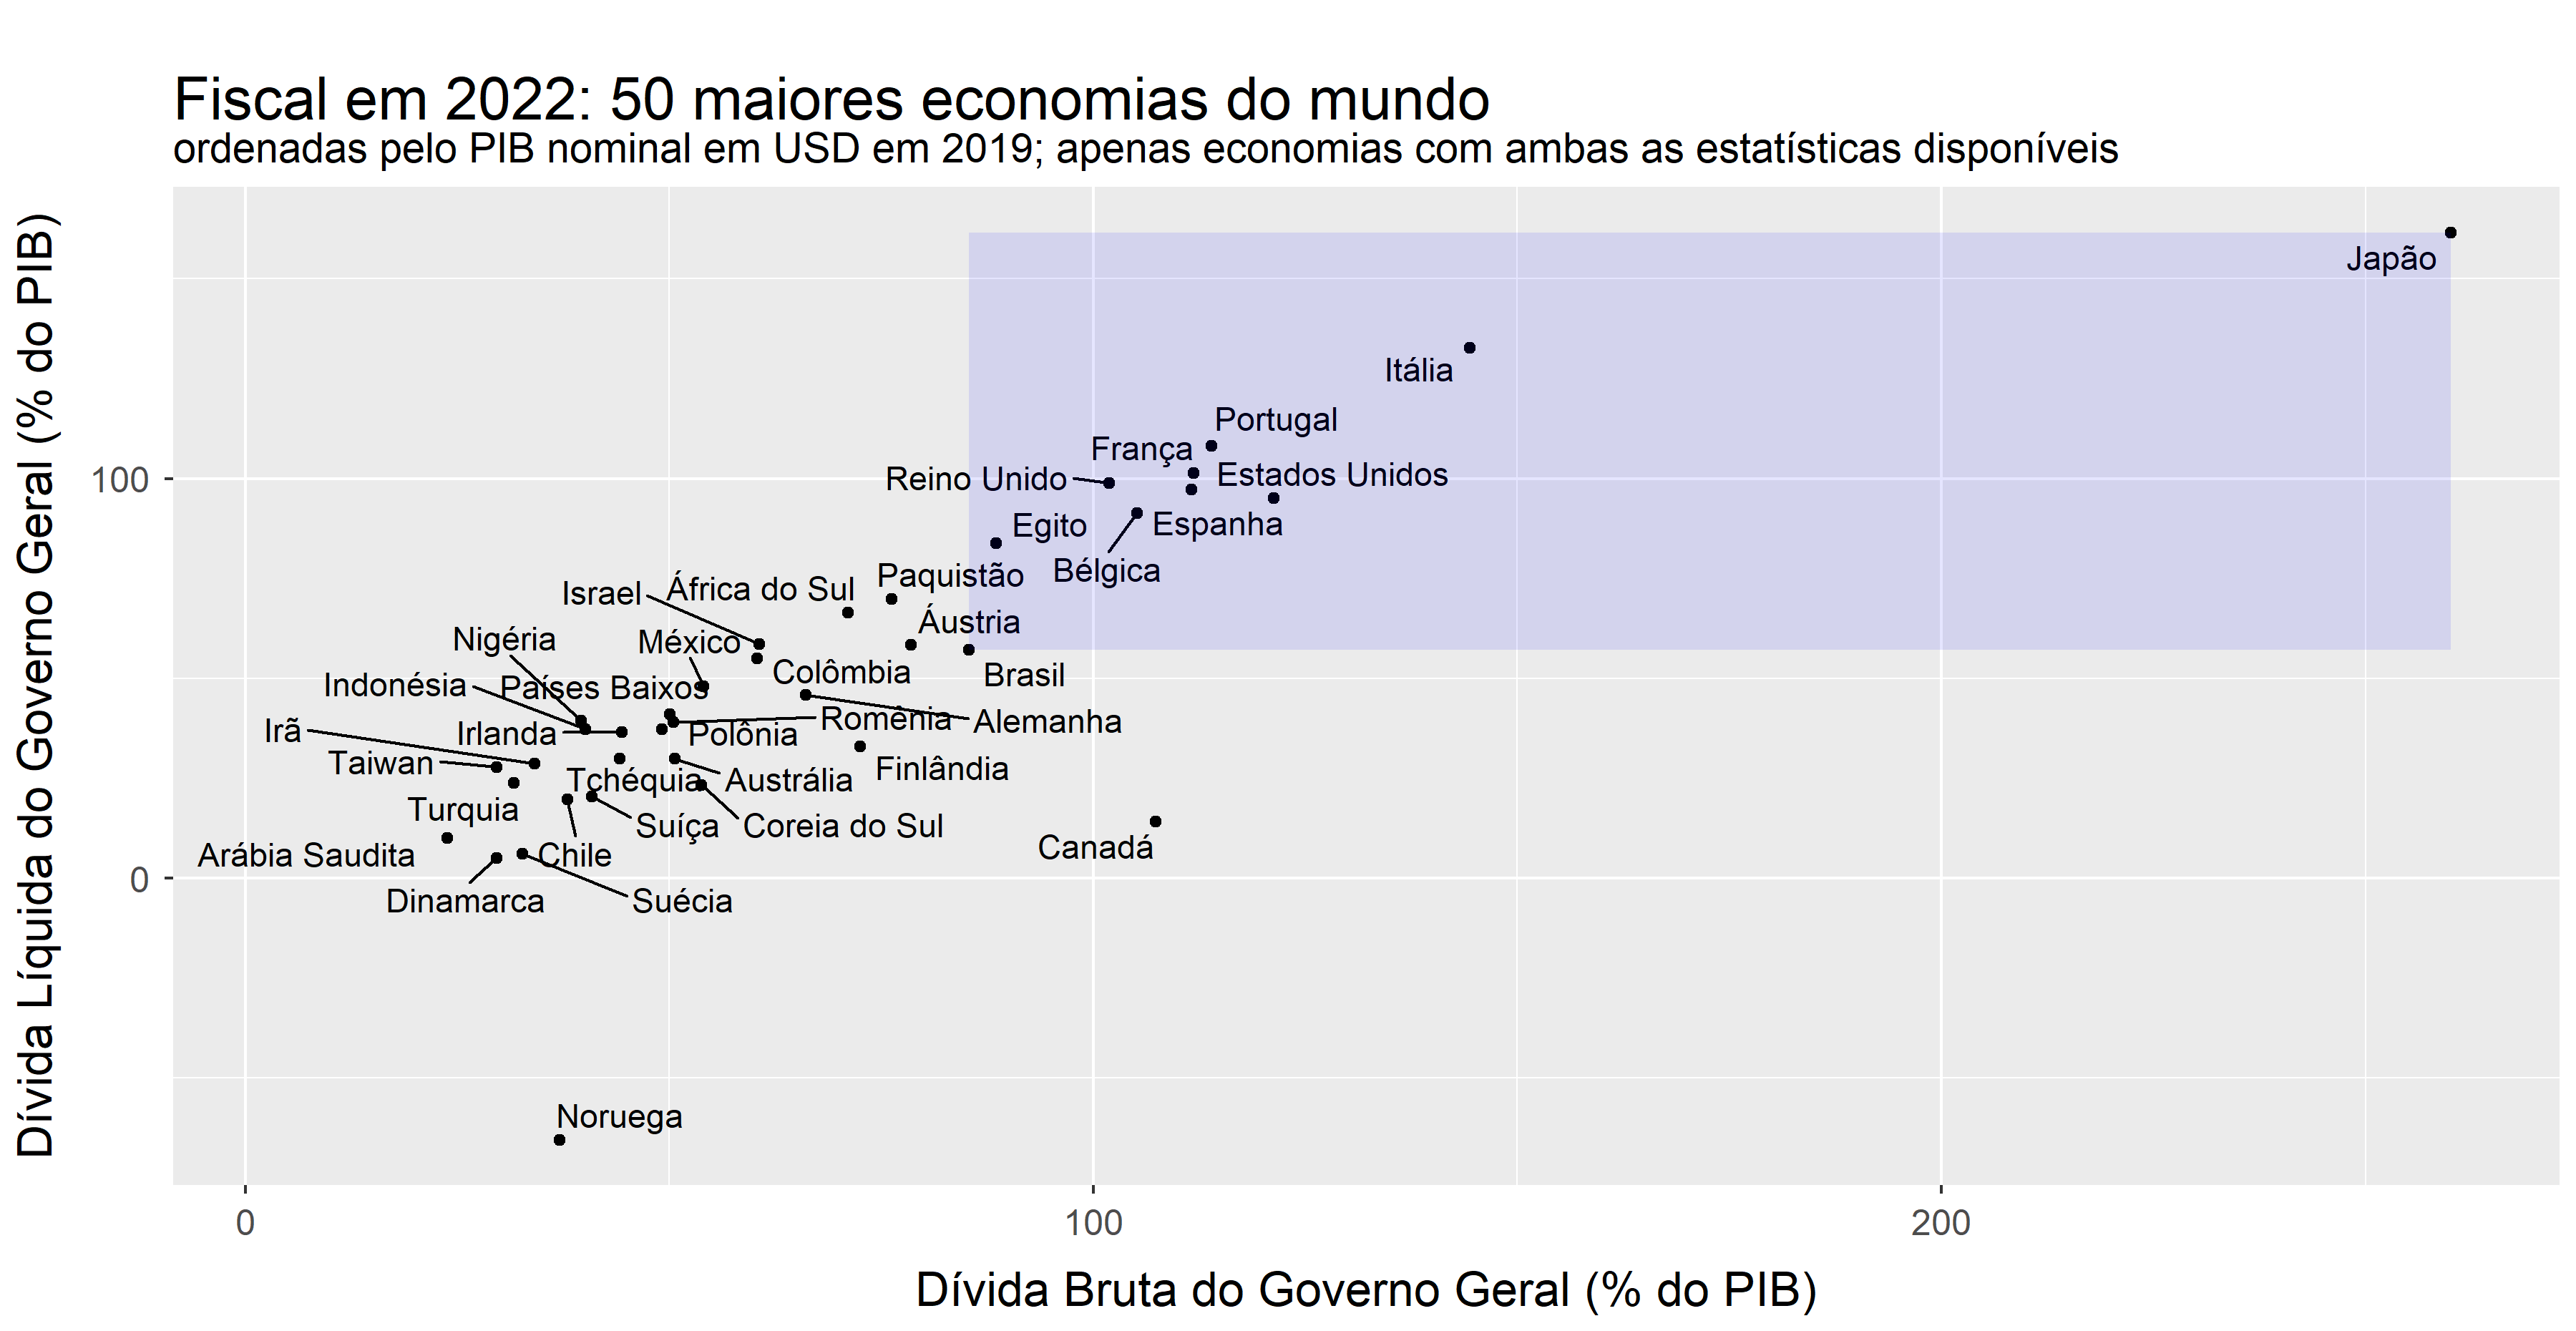 Fiscal em 2022: 50 maiores economias do mundo
ordenadas pelo PIB nominal em USD em 2019; apenas economias com ambas as estatísticas disponíveis
Dívida Líquida do Governo Geral (% do PIB)
100
0
Japão
Itália
Portugal
França
Estados Unidos
Reino Unido
Egito
Espanha
Bélgica
Paquistão
Israel
África do Sul
Áustria
Nigéria
México
Colômbia
Brasil
Indonésia
Países Baixos
Romênia
Alemanha
Irã
Irlanda
Polônia
Taiwan
Tchéquia
Austrália
Finlândia
Turquia
Suíça
Coreia do Sul
Canadá
Arábia Saudita
Chile
Dinamarca
Suécia
Noruega
0
100
200
Dívida Bruta do Governo Geral (% do PIB)